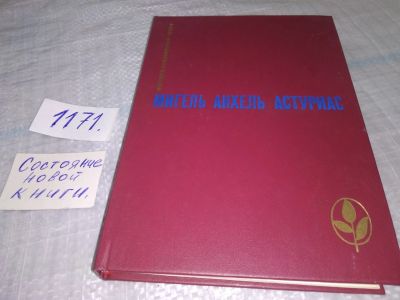 МИГЕЛЬ АНХЕЛЬ АСТУРИАС
1171.
Состояние
новой
книги.